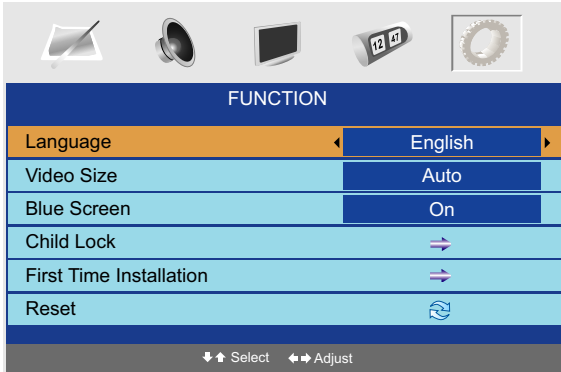 12 47
FUNCTION
Language English
Video Size Auto
Blue Screen On
Child Lock
First Time Installation
Reset
Select Adjust